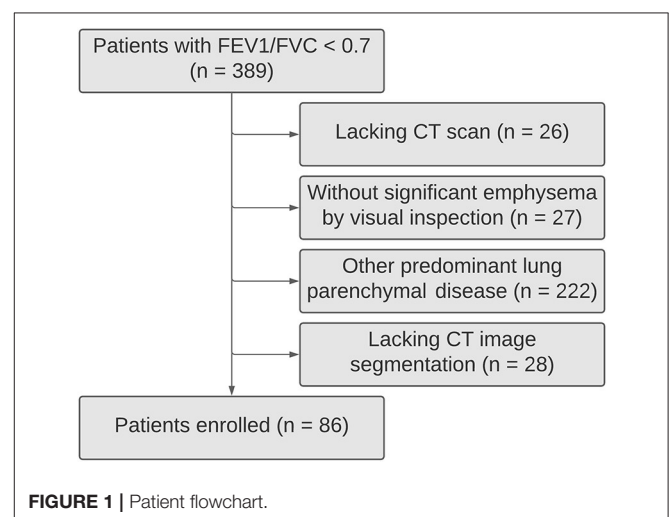 Patients with FEV1/FVC < 0.7
(n = 389)
Lacking CT scan (n = 26)
Without significant emphysema
by visual inspection (n = 27)
Other predominant lung
parenchymal disease (n = 222)
Lacking CT image
segmentation (n = 28)
Patients enrolled (n = 86)
FIGURE 1 | Patient flowchart.